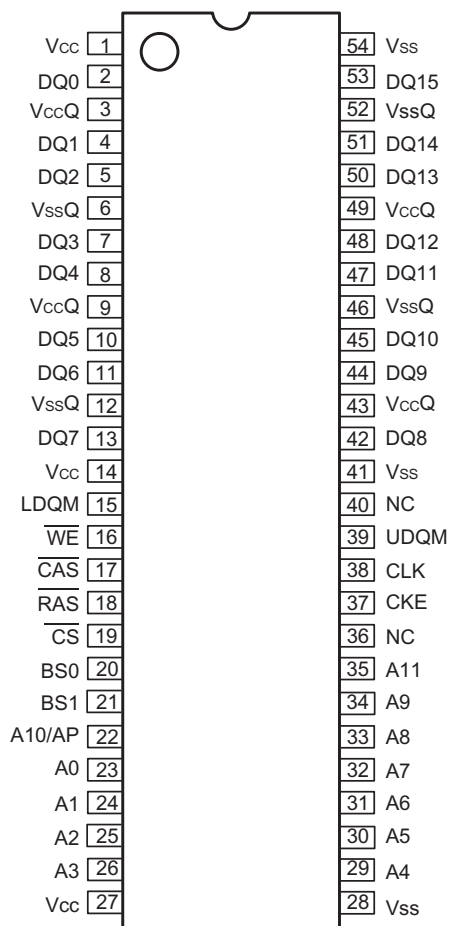 Vcc 1 54 Vss
DQ0 2 53 DQ15
VccQ 3 52 VssQ
DQ1 4 51 DQ14
DQ2 5 50 DQ13
VssQ 6 49 VccQ
DQ3 7 48 DQ12
DQ4 8 47 DQ11
VccQ 9 46 VssQ
DQ5 10 45 DQ10
DQ6 11 44 DQ9
VssQ 12 43 VccQ
DQ7 13 42 DQ8
Vcc 14 41 Vss
LDQM 15 40 NC
WE 16 39 UDQM
CAS 17 38 CLK
RAS 18 37 CKE
CS 19 36 NC
BS0 20 35 A11
BS1 21 34 A9
A10/AP 22 33 A8
A0 23 32 A7
A1 24 31 A6
A2 25 30 A5
A3 26 29 A4
Vcc 27 28 Vss